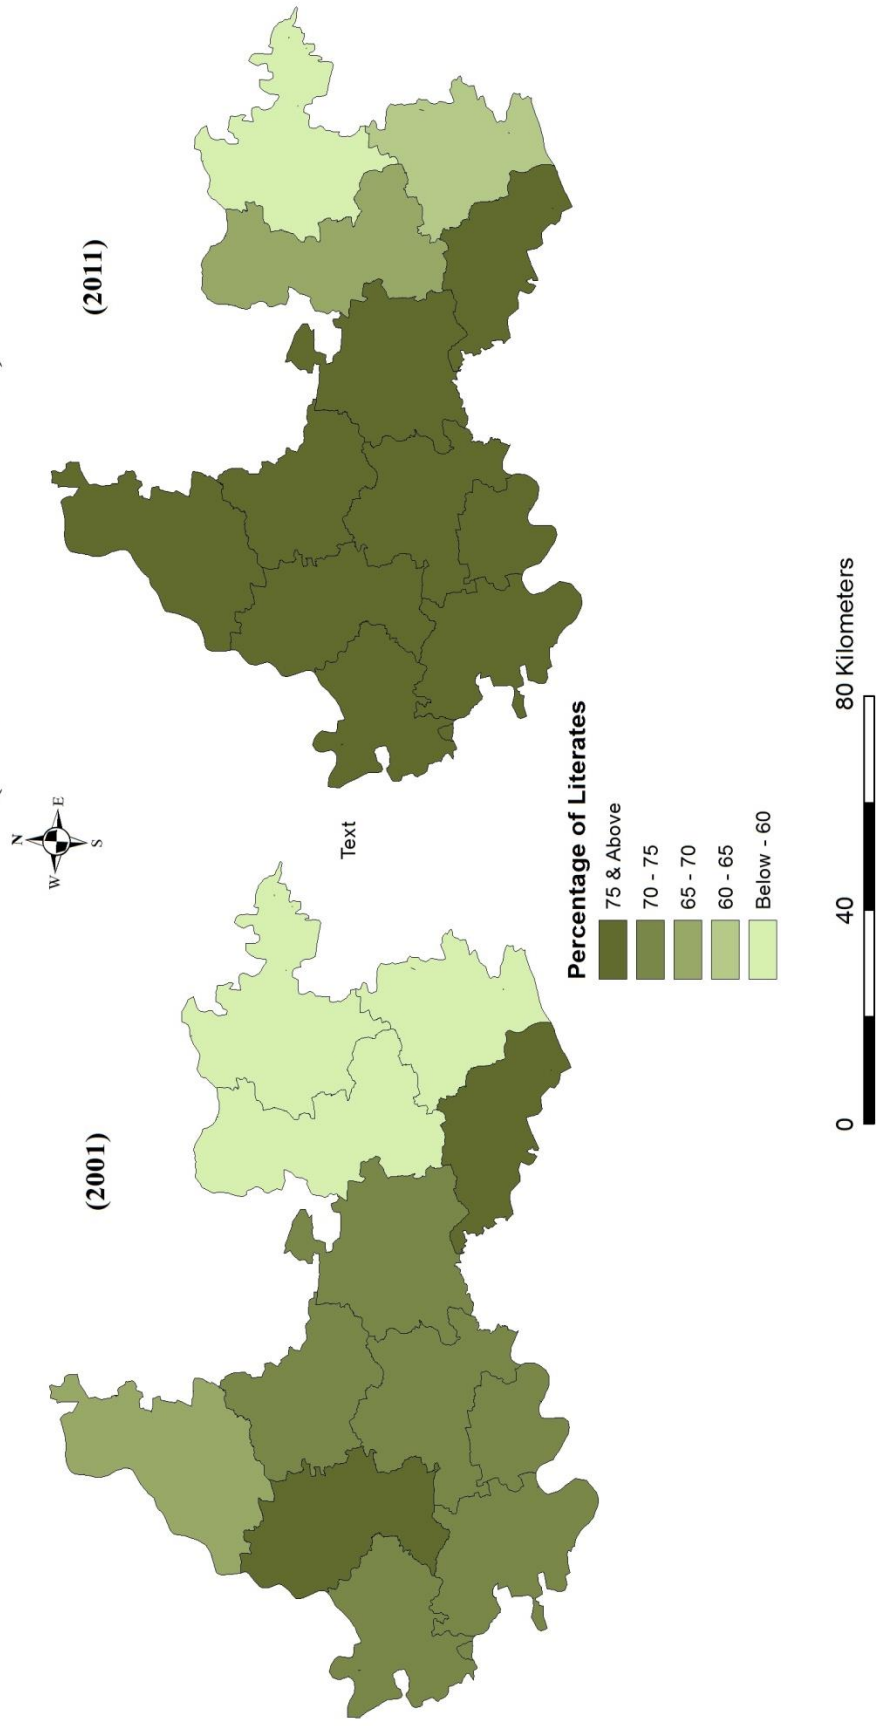 (2001)
(2011)
N
W
E
S
Text
Percentage of Literates
75 & Above
70 - 75
65 - 70
60 - 65
Below - 60
0
40
80 Kilometers